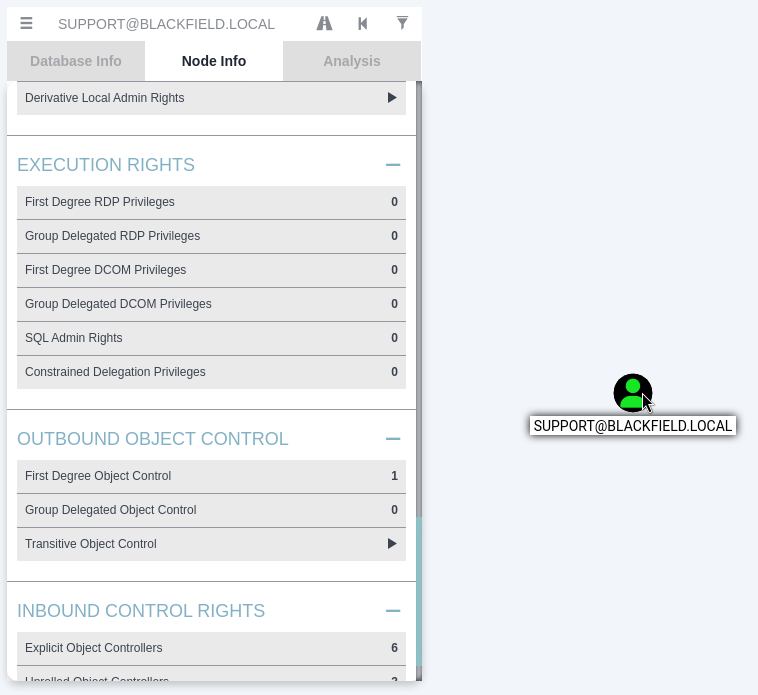 SUPPORT@BLACKFIELD.LOCAL
Database Info Node Info Analysis
Derivative Local Admin Rights
EXECUTION RIGHTS
First Degree RDP Privileges 0
Group Delegated RDP Privileges 0
First Degree DCOM Privileges 0
Group Delegated DCOM Privileges 0
SQL Admin Rights 0
Constrained Delegation Privileges 0
SUPPORT@BLACKFIELD.LOCAL
OUTBOUND OBJECT CONTROL
First Degree Object Control 1
Group Delegated Object Control 0
Transitive Object Control
INBOUND CONTROL RIGHTS
Explicit Object Controllers 6
Unrolled Object Controllers